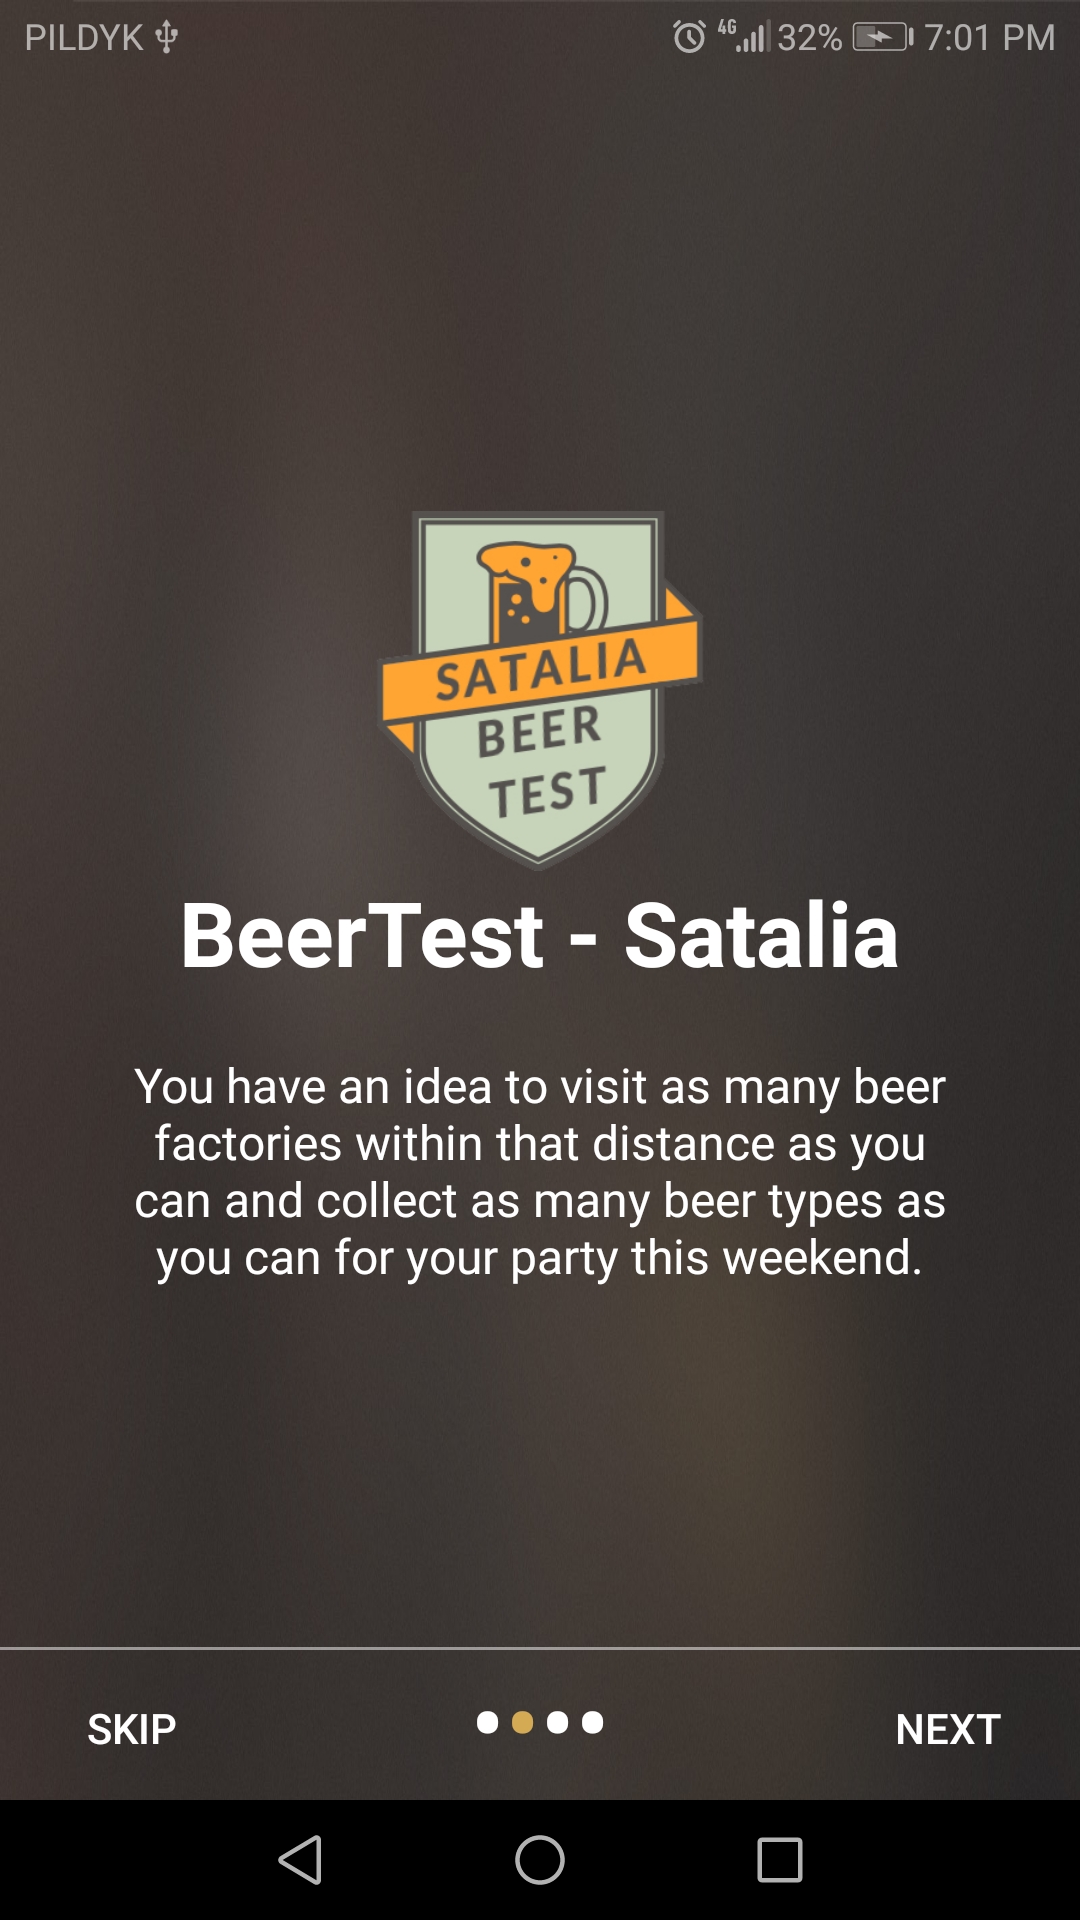 PILDYK 4G 32% 7:01 PM
SATALIA
BEER
TEST
BeerTest - Satalia
You have an idea to visit as many beer
factories within that distance as you
can and collect as many beer types as
you can for your party this weekend.
SKIP NEXT